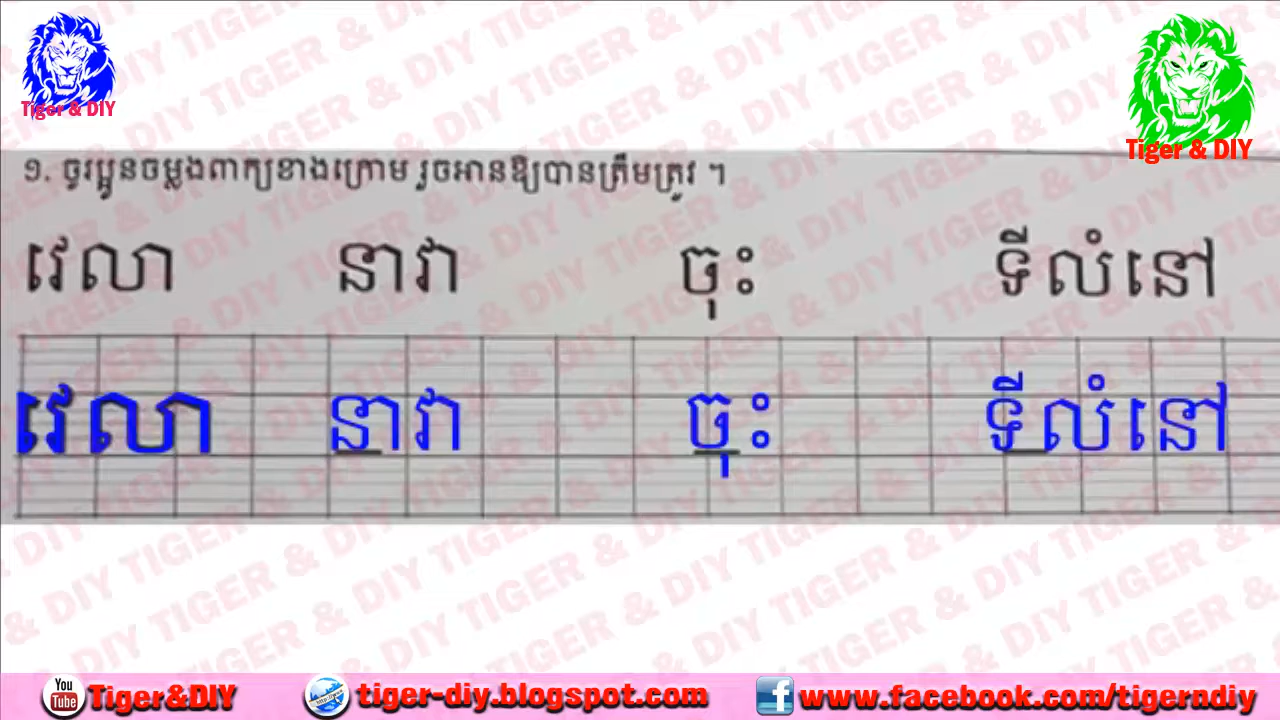 Tiger & DIY
Tiger & DIY
១. ចូរប្អូនចម្លងពាក្យខាងក្រោម រួចអានឱ្យបានត្រឹមត្រូវ ។
វេលា នាវា ចុះ ទីលំនៅ
វេលា នាវា ចុះ ទីលំនៅ
You Tube Tiger&DIY tiger-diy.blogspot.com www.facebook.com/tigerndiy